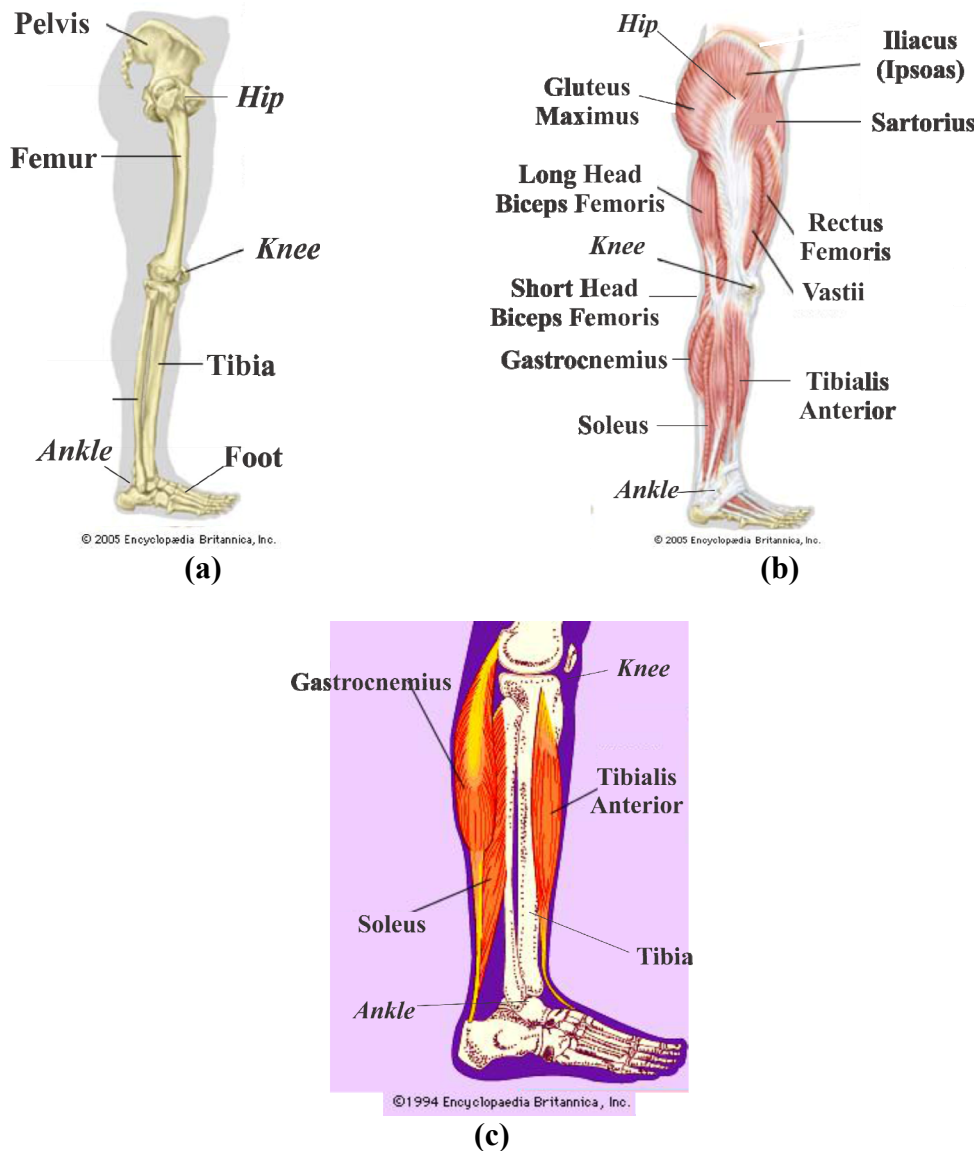 Pelvis
Hip
Femur
Knee
Tibia
Ankle
Foot
© 2005 Encyclopædia Britannica, Inc.
(a)
Hip
Iliacus
(Ipsoas)
Gluteus
Maximus
Sartorius
Long Head
Biceps Femoris
Rectus
Femoris
Knee
Vastii
Short Head
Biceps Femoris
Gastrocnemius
Tibialis
Anterior
Soleus
Ankle
© 2005 Encyclopædia Britannica, Inc.
(b)
Knee
Gastrocnemius
Tibialis
Anterior
Soleus
Tibia
Ankle
©1994 Encyclopaedia Britannica, Inc.
(c)